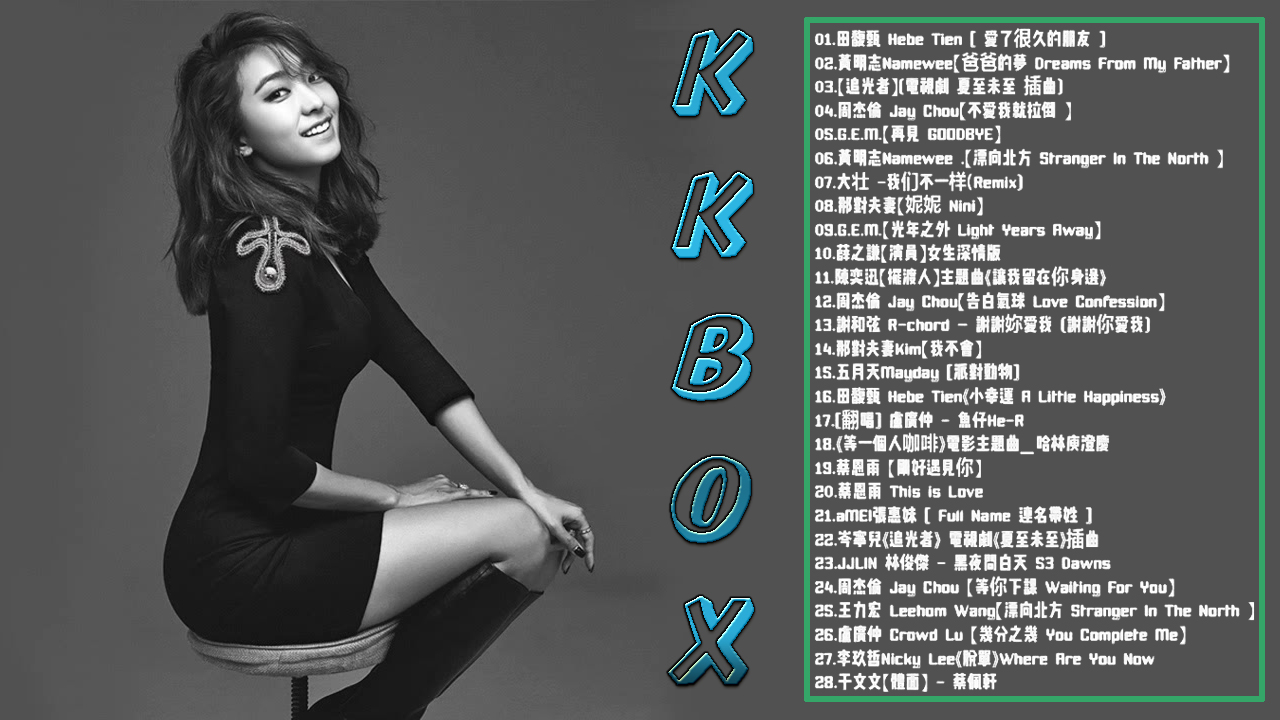 K
K
B
O
X
01.田馥甄 Hebe Tien [ 愛了很久的朋友 ]
02.黃明志Namewee【爸爸的夢 Dreams From My Father】
03.【追光者】(電視劇 夏至未至 插曲)
04.周杰倫 Jay Chou【不愛我就拉倒 】
05.G.E.M.【再見 GOODBYE】
06.黃明志Namewee .【漂向北方 Stranger In The North 】
07.大壮 -我们不一样(Remix)
08.那對夫妻【妮妮 Nini】
09.G.E.M.【光年之外 Light Years Away】
10.薛之謙【演員】女生深情版
11.陳奕迅【擺渡人】主題曲《讓我留在你身邊》
12.周杰倫 Jay Chou【告白氣球 Love Confession】
13.謝和弦 R-chord - 謝謝妳愛我 (謝謝你愛我)
14.那對夫妻Kim【我不會】
15.五月天Mayday [派對動物]
16.田馥甄 Hebe Tien《小幸運 A Little Happiness》
17.[翻唱] 盧廣仲 - 魚仔He-R
18.《等一個人咖啡》電影主題曲_哈林庾澄慶
19.蔡恩雨 【剛好遇見你】
20.蔡恩雨 This is Love
21.aMEI張惠妹 [ Full Name 連名帶姓 ]
22.岑寧兒《追光者》 電視劇《夏至未至》插曲
23.JJLIN 林俊傑 - 黑夜問白天 53 Dawns
24.周杰倫 Jay Chou 【等你下課 Waiting For You】
25.王力宏 Leehom Wang【漂向北方 Stranger In The North 】
26.盧廣仲 Crowd Lu 【幾分之幾 You Complete Me】
27.李玖哲Nicky Lee《脫單》Where Are You Now
28.于文文【體面】 - 蔡佩軒